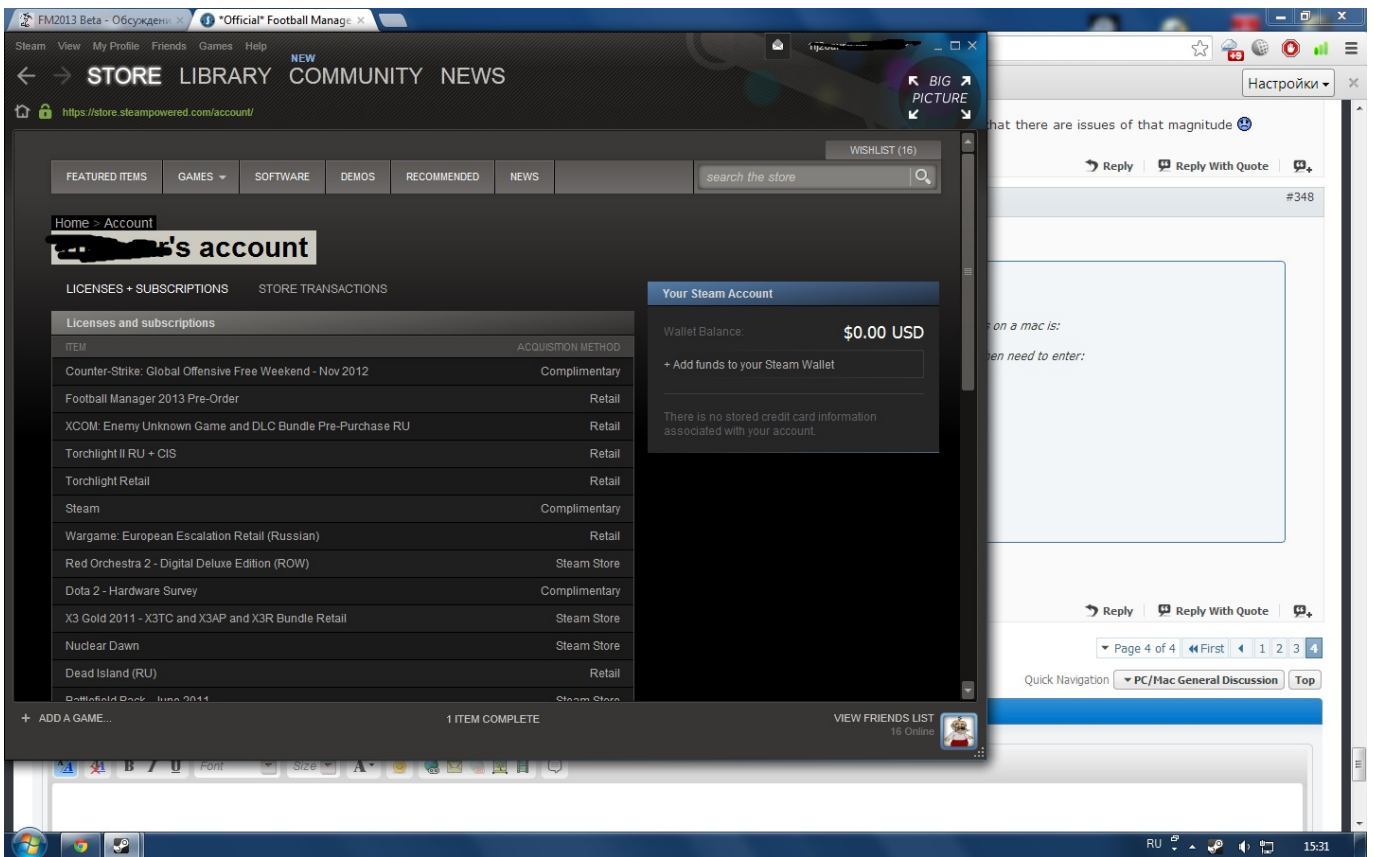 FM2013 Beta - Обсужден
*Official* Football Manage
Steam View My Profile Friends Games Help
NEW
STORE LIBRARY COMMUNITY NEWS
BIG
PICTURE
https://store.steampowered.com/account/
Настройки
WISHLIST (16)
FEATURED ITEMS GAMES SOFTWARE DEMOS RECOMMENDED NEWS
search the store
Home > Account
's account
LICENSES + SUBSCRIPTIONS STORE TRANSACTIONS
Licenses and subscriptions
ITEM ACQUISITION METHOD
Counter-Strike: Global Offensive Free Weekend - Nov 2012 Complimentary
Football Manager 2013 Pre-Order Retail
XCOM: Enemy Unknown Game and DLC Bundle Pre-Purchase RU Retail
Torchlight II RU + CIS Retail
Torchlight Retail Retail
Steam Complimentary
Wargame: European Escalation Retail (Russian) Retail
Red Orchestra 2 - Digital Deluxe Edition (ROW) Steam Store
Dota 2 - Hardware Survey Complimentary
X3 Gold 2011 - X3TC and X3AP and X3R Bundle Retail Steam Store
Nuclear Dawn Steam Store
Dead Island (RU) Retail
Battlefield Pack - June 2011 Steam Store
Your Steam Account
Wallet Balance: $0.00 USD
+ Add funds to your Steam Wallet
There is no stored credit card information
associated with your account.
+ ADD A GAME...
1 ITEM COMPLETE
VIEW FRIENDS LIST
16 Online
that there are issues of that magnitude
Reply Reply With Quote
#348
on a mac is:
need to enter:
Reply Reply With Quote
Page 4 of 4 First 1 2 3 4
Quick Navigation PC/Mac General Discussion Top
B I U Font Size A
RU 15:31